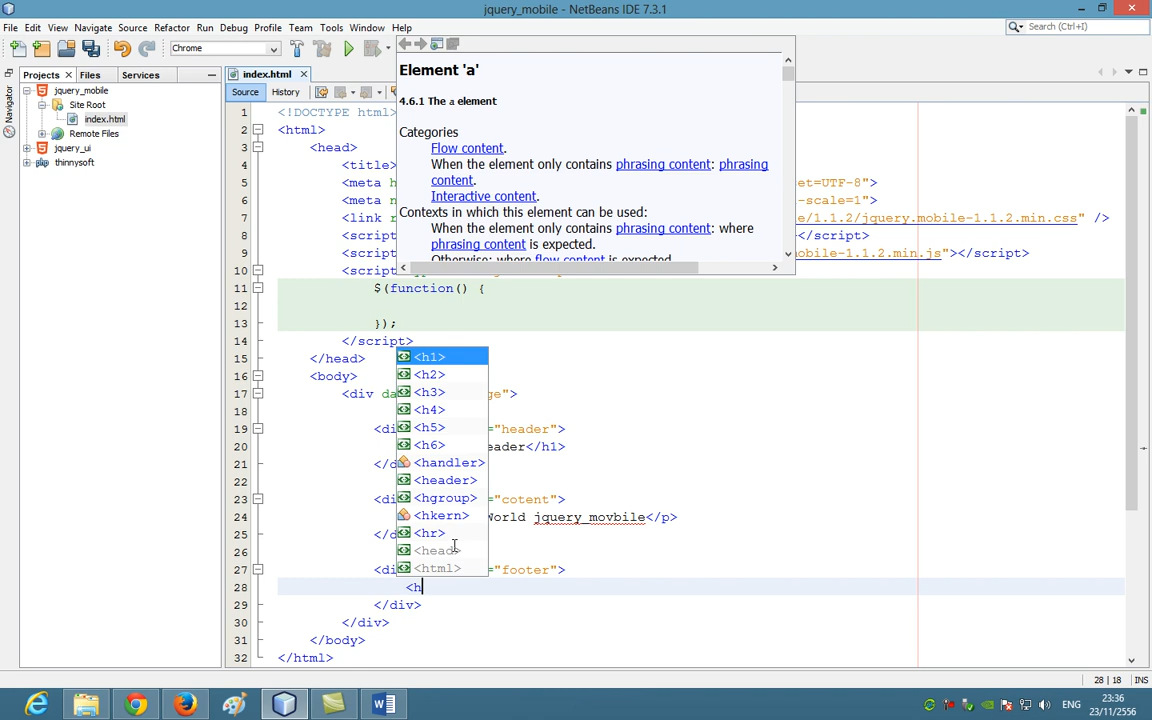 jquery_mobile - NetBeans IDE 7.3.1
File Edit View Navigate Source Refactor Run Debug Profile Team Tools Window Help
Search (Ctrl+I)
Chrome
Projects Files Services
index.html
Navigator
Source History
jquery_mobile
Site Root
index.html
Remote Files
jquery_ui
thinnysoft
Element 'a'
4.6.1 The a element
Categories
Flow content.
When the element only contains phrasing content: phrasing
content.
Interactive content.
Contexts in which this element can be used:
When the element only contains phrasing content: where
phrasing content is expected.
Otherwise: where flow content is expected
1 <!DOCTYPE html>
2 <html>
3 <head>
4 <title>
5 <meta h et=UTF-8">
6 <meta n -scale=1">
7 <link r e/1.1.2/jquery.mobile-1.1.2.min.css" />
8 <script ></script>
9 <script obile-1.1.2.min.js"></script>
10 <script
11 $(function() {
12
13 });
14 </script>
15 </head>
16 <body>
17 <div da ge">
18
19 <di ="header">
20 eader</h1>
21 </d
22
23 <di ="cotent">
24 World jquery_movbile</p>
25 </d
26
27 <di ="footer">
28 <h
29 </div>
30 </div>
31 </body>
32 </html>
<h1>
<h2>
<h3>
<h4>
<h5>
<h6>
<handler>
<header>
<hgroup>
<hkern>
<hr>
<head>
<html>
28 | 18 INS
ENG
23:36
23/11/2556